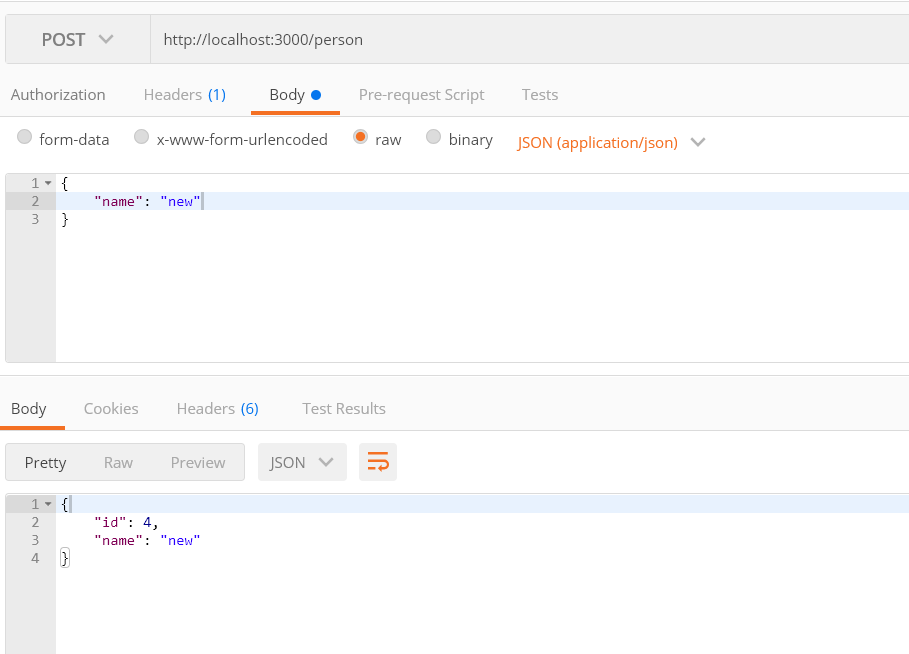 POST http://localhost:3000/person
Authorization Headers (1) Body Pre-request Script Tests
form-data x-www-form-urlencoded raw binary JSON (application/json)
1 {
2 "name": "new"
3 }
Body Cookies Headers (6) Test Results
Pretty Raw Preview JSON
1 {
2 "id": 4,
3 "name": "new"
4 }